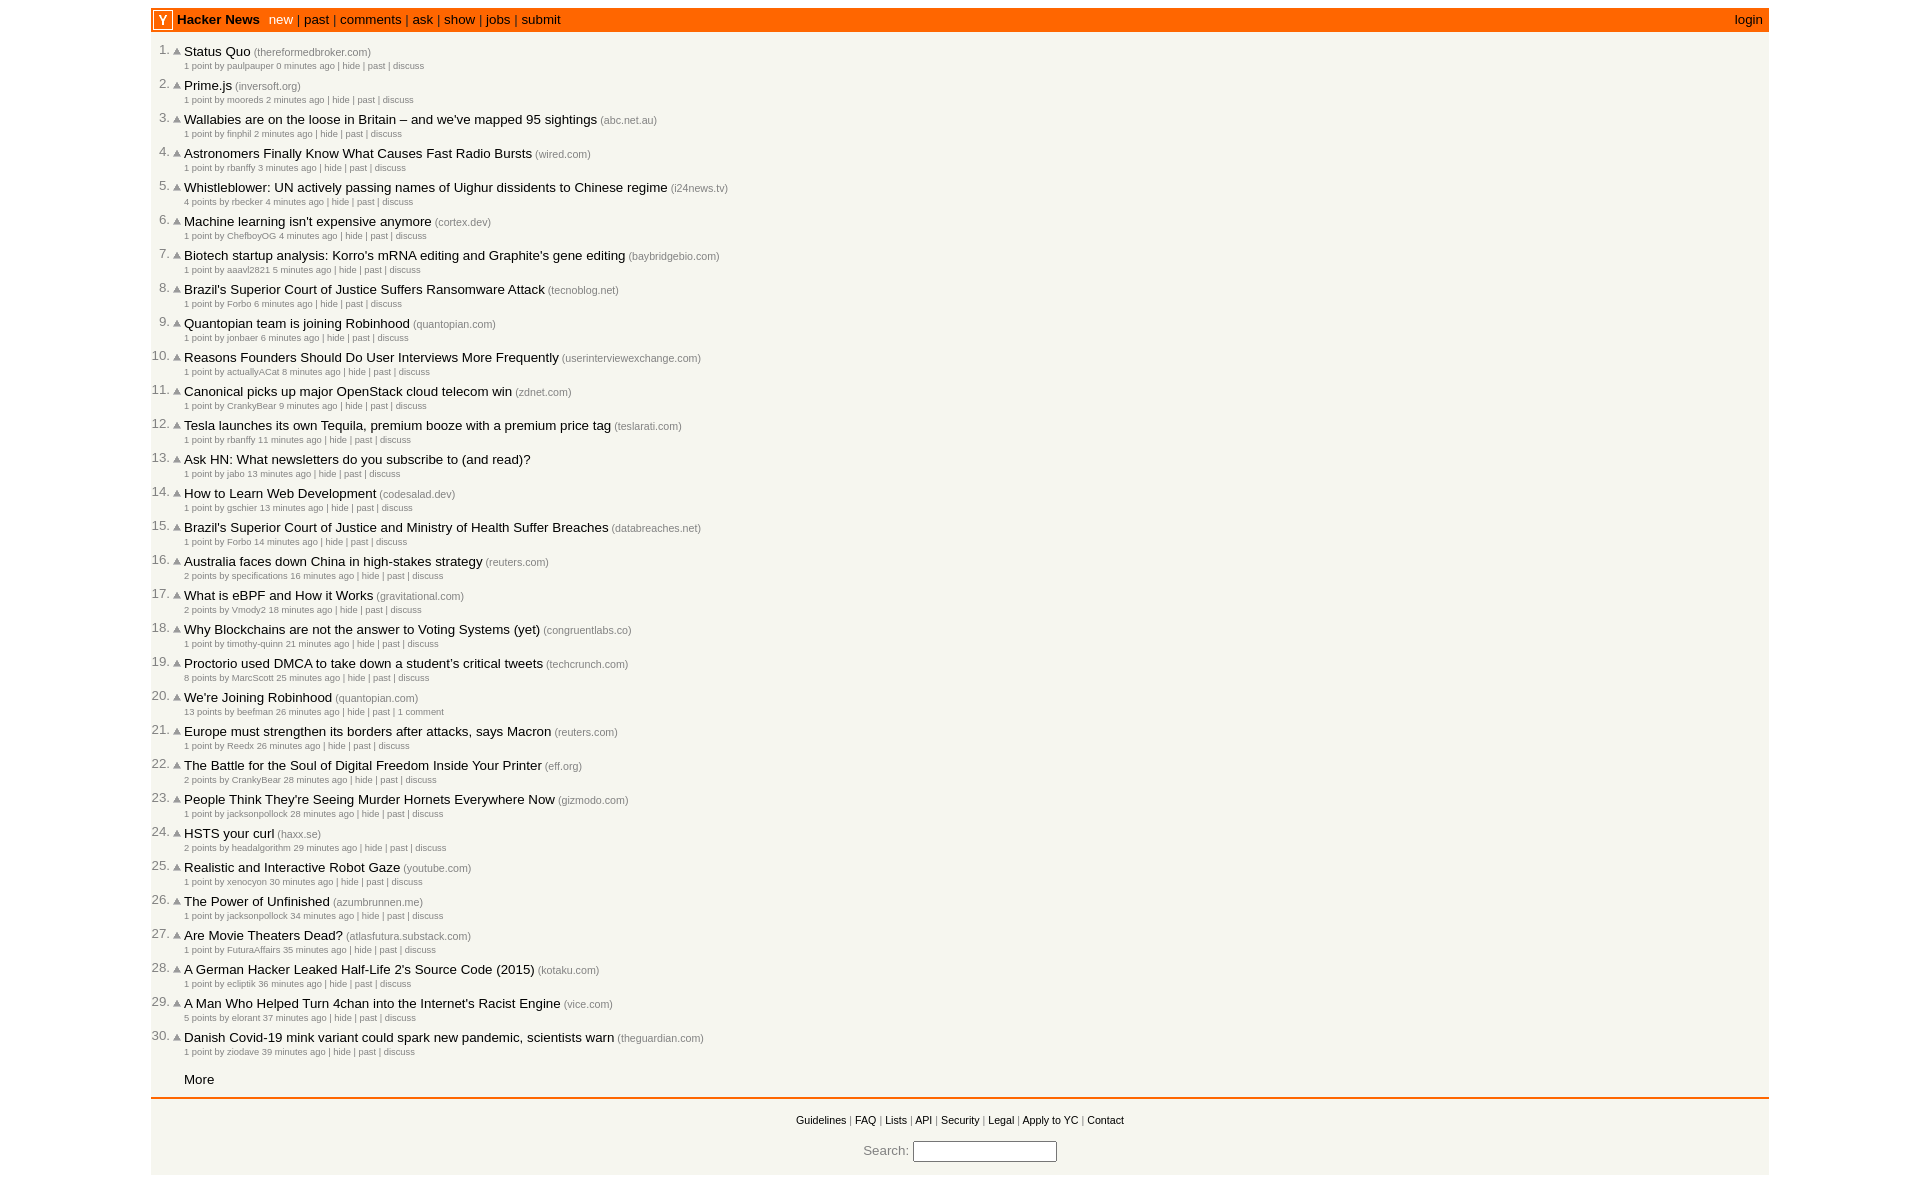 Y Hacker News new | past | comments | ask | show | jobs | submit login
1. Status Quo (thereformedbroker.com)
1 point by paulpauper 0 minutes ago | hide | past | discuss
2. Prime.js (inversoft.org)
1 point by mooreds 2 minutes ago | hide | past | discuss
3. Wallabies are on the loose in Britain – and we've mapped 95 sightings (abc.net.au)
1 point by finphil 2 minutes ago | hide | past | discuss
4. Astronomers Finally Know What Causes Fast Radio Bursts (wired.com)
1 point by rbanffy 3 minutes ago | hide | past | discuss
5. Whistleblower: UN actively passing names of Uighur dissidents to Chinese regime (i24news.tv)
4 points by rbecker 4 minutes ago | hide | past | discuss
6. Machine learning isn't expensive anymore (cortex.dev)
1 point by ChefboyOG 4 minutes ago | hide | past | discuss
7. Biotech startup analysis: Korro's mRNA editing and Graphite's gene editing (baybridgebio.com)
1 point by aaavl2821 5 minutes ago | hide | past | discuss
8. Brazil's Superior Court of Justice Suffers Ransomware Attack (tecnoblog.net)
1 point by Forbo 6 minutes ago | hide | past | discuss
9. Quantopian team is joining Robinhood (quantopian.com)
1 point by jonbaer 6 minutes ago | hide | past | discuss
10. Reasons Founders Should Do User Interviews More Frequently (userinterviewexchange.com)
1 point by actuallyACat 8 minutes ago | hide | past | discuss
11. Canonical picks up major OpenStack cloud telecom win (zdnet.com)
1 point by CrankyBear 9 minutes ago | hide | past | discuss
12. Tesla launches its own Tequila, premium booze with a premium price tag (teslarati.com)
1 point by rbanffy 11 minutes ago | hide | past | discuss
13. Ask HN: What newsletters do you subscribe to (and read)?
1 point by jabo 13 minutes ago | hide | past | discuss
14. How to Learn Web Development (codesalad.dev)
1 point by gschier 13 minutes ago | hide | past | discuss
15. Brazil's Superior Court of Justice and Ministry of Health Suffer Breaches (databreaches.net)
1 point by Forbo 14 minutes ago | hide | past | discuss
16. Australia faces down China in high-stakes strategy (reuters.com)
2 points by specifications 16 minutes ago | hide | past | discuss
17. What is eBPF and How it Works (gravitational.com)
2 points by Vmody2 18 minutes ago | hide | past | discuss
18. Why Blockchains are not the answer to Voting Systems (yet) (congruentlabs.co)
1 point by timothy-quinn 21 minutes ago | hide | past | discuss
19. Proctorio used DMCA to take down a student’s critical tweets (techcrunch.com)
8 points by MarcScott 25 minutes ago | hide | past | discuss
20. We're Joining Robinhood (quantopian.com)
13 points by beefman 26 minutes ago | hide | past | 1 comment
21. Europe must strengthen its borders after attacks, says Macron (reuters.com)
1 point by Reedx 26 minutes ago | hide | past | discuss
22. The Battle for the Soul of Digital Freedom Inside Your Printer (eff.org)
2 points by CrankyBear 28 minutes ago | hide | past | discuss
23. People Think They're Seeing Murder Hornets Everywhere Now (gizmodo.com)
1 point by jacksonpollock 28 minutes ago | hide | past | discuss
24. HSTS your curl (haxx.se)
2 points by headalgorithm 29 minutes ago | hide | past | discuss
25. Realistic and Interactive Robot Gaze (youtube.com)
1 point by xenocyon 30 minutes ago | hide | past | discuss
26. The Power of Unfinished (azumbrunnen.me)
1 point by jacksonpollock 34 minutes ago | hide | past | discuss
27. Are Movie Theaters Dead? (atlasfutura.substack.com)
1 point by FuturaAffairs 35 minutes ago | hide | past | discuss
28. A German Hacker Leaked Half-Life 2's Source Code (2015) (kotaku.com)
1 point by ecliptik 36 minutes ago | hide | past | discuss
29. A Man Who Helped Turn 4chan into the Internet's Racist Engine (vice.com)
5 points by elorant 37 minutes ago | hide | past | discuss
30. Danish Covid-19 mink variant could spark new pandemic, scientists warn (theguardian.com)
1 point by ziodave 39 minutes ago | hide | past | discuss
More
Guidelines | FAQ | Lists | API | Security | Legal | Apply to YC | Contact
Search: